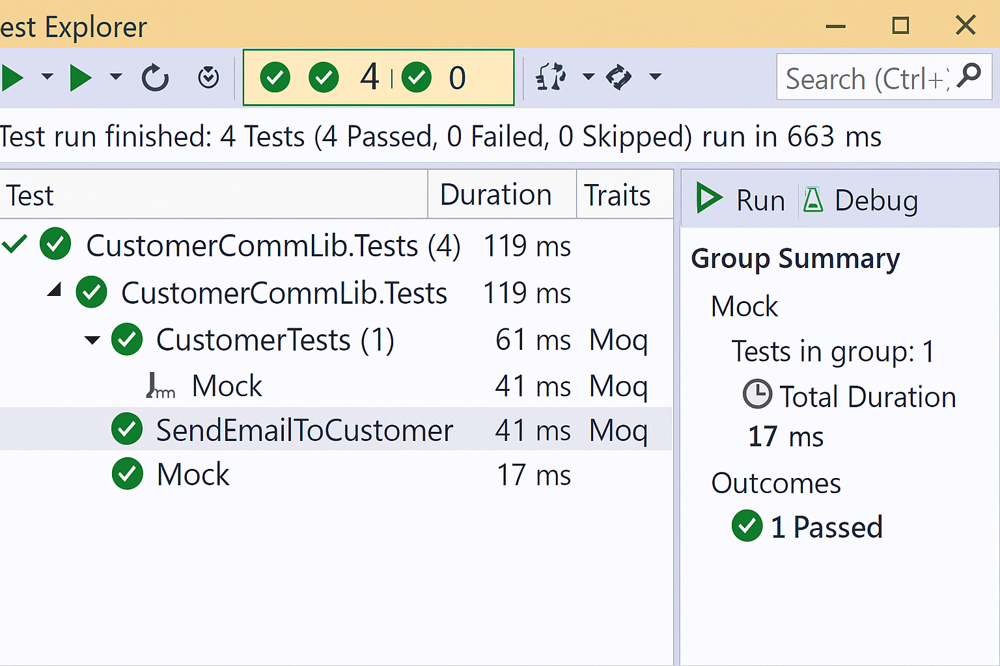 est Explorer
4 0
Search (Ctrl+;
Test run finished: 4 Tests (4 Passed, 0 Failed, 0 Skipped) run in 663 ms
Test Duration Traits
CustomerCommLib.Tests (4) 119 ms
CustomerCommLib.Tests 119 ms
CustomerTests (1) 61 ms Moq
Mock 41 ms Moq
SendEmailToCustomer 41 ms Moq
Mock 17 ms
Run Debug
Group Summary
Mock
Tests in group: 1
Total Duration
17 ms
Outcomes
1 Passed